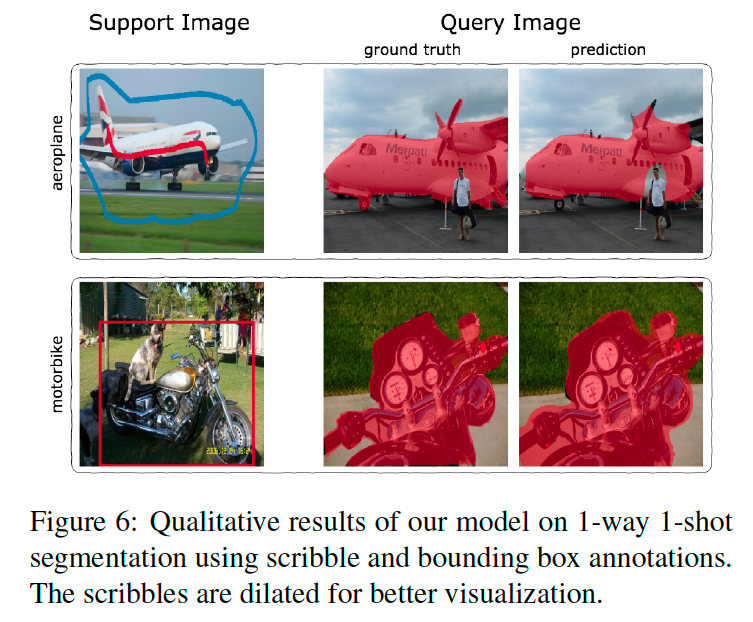 Support Image
Query Image
ground truth
prediction
aeroplane
Merpati
Merpati
motorbike
Figure 6: Qualitative results of our model on 1-way 1-shot
segmentation using scribble and bounding box annotations.
The scribbles are dilated for better visualization.